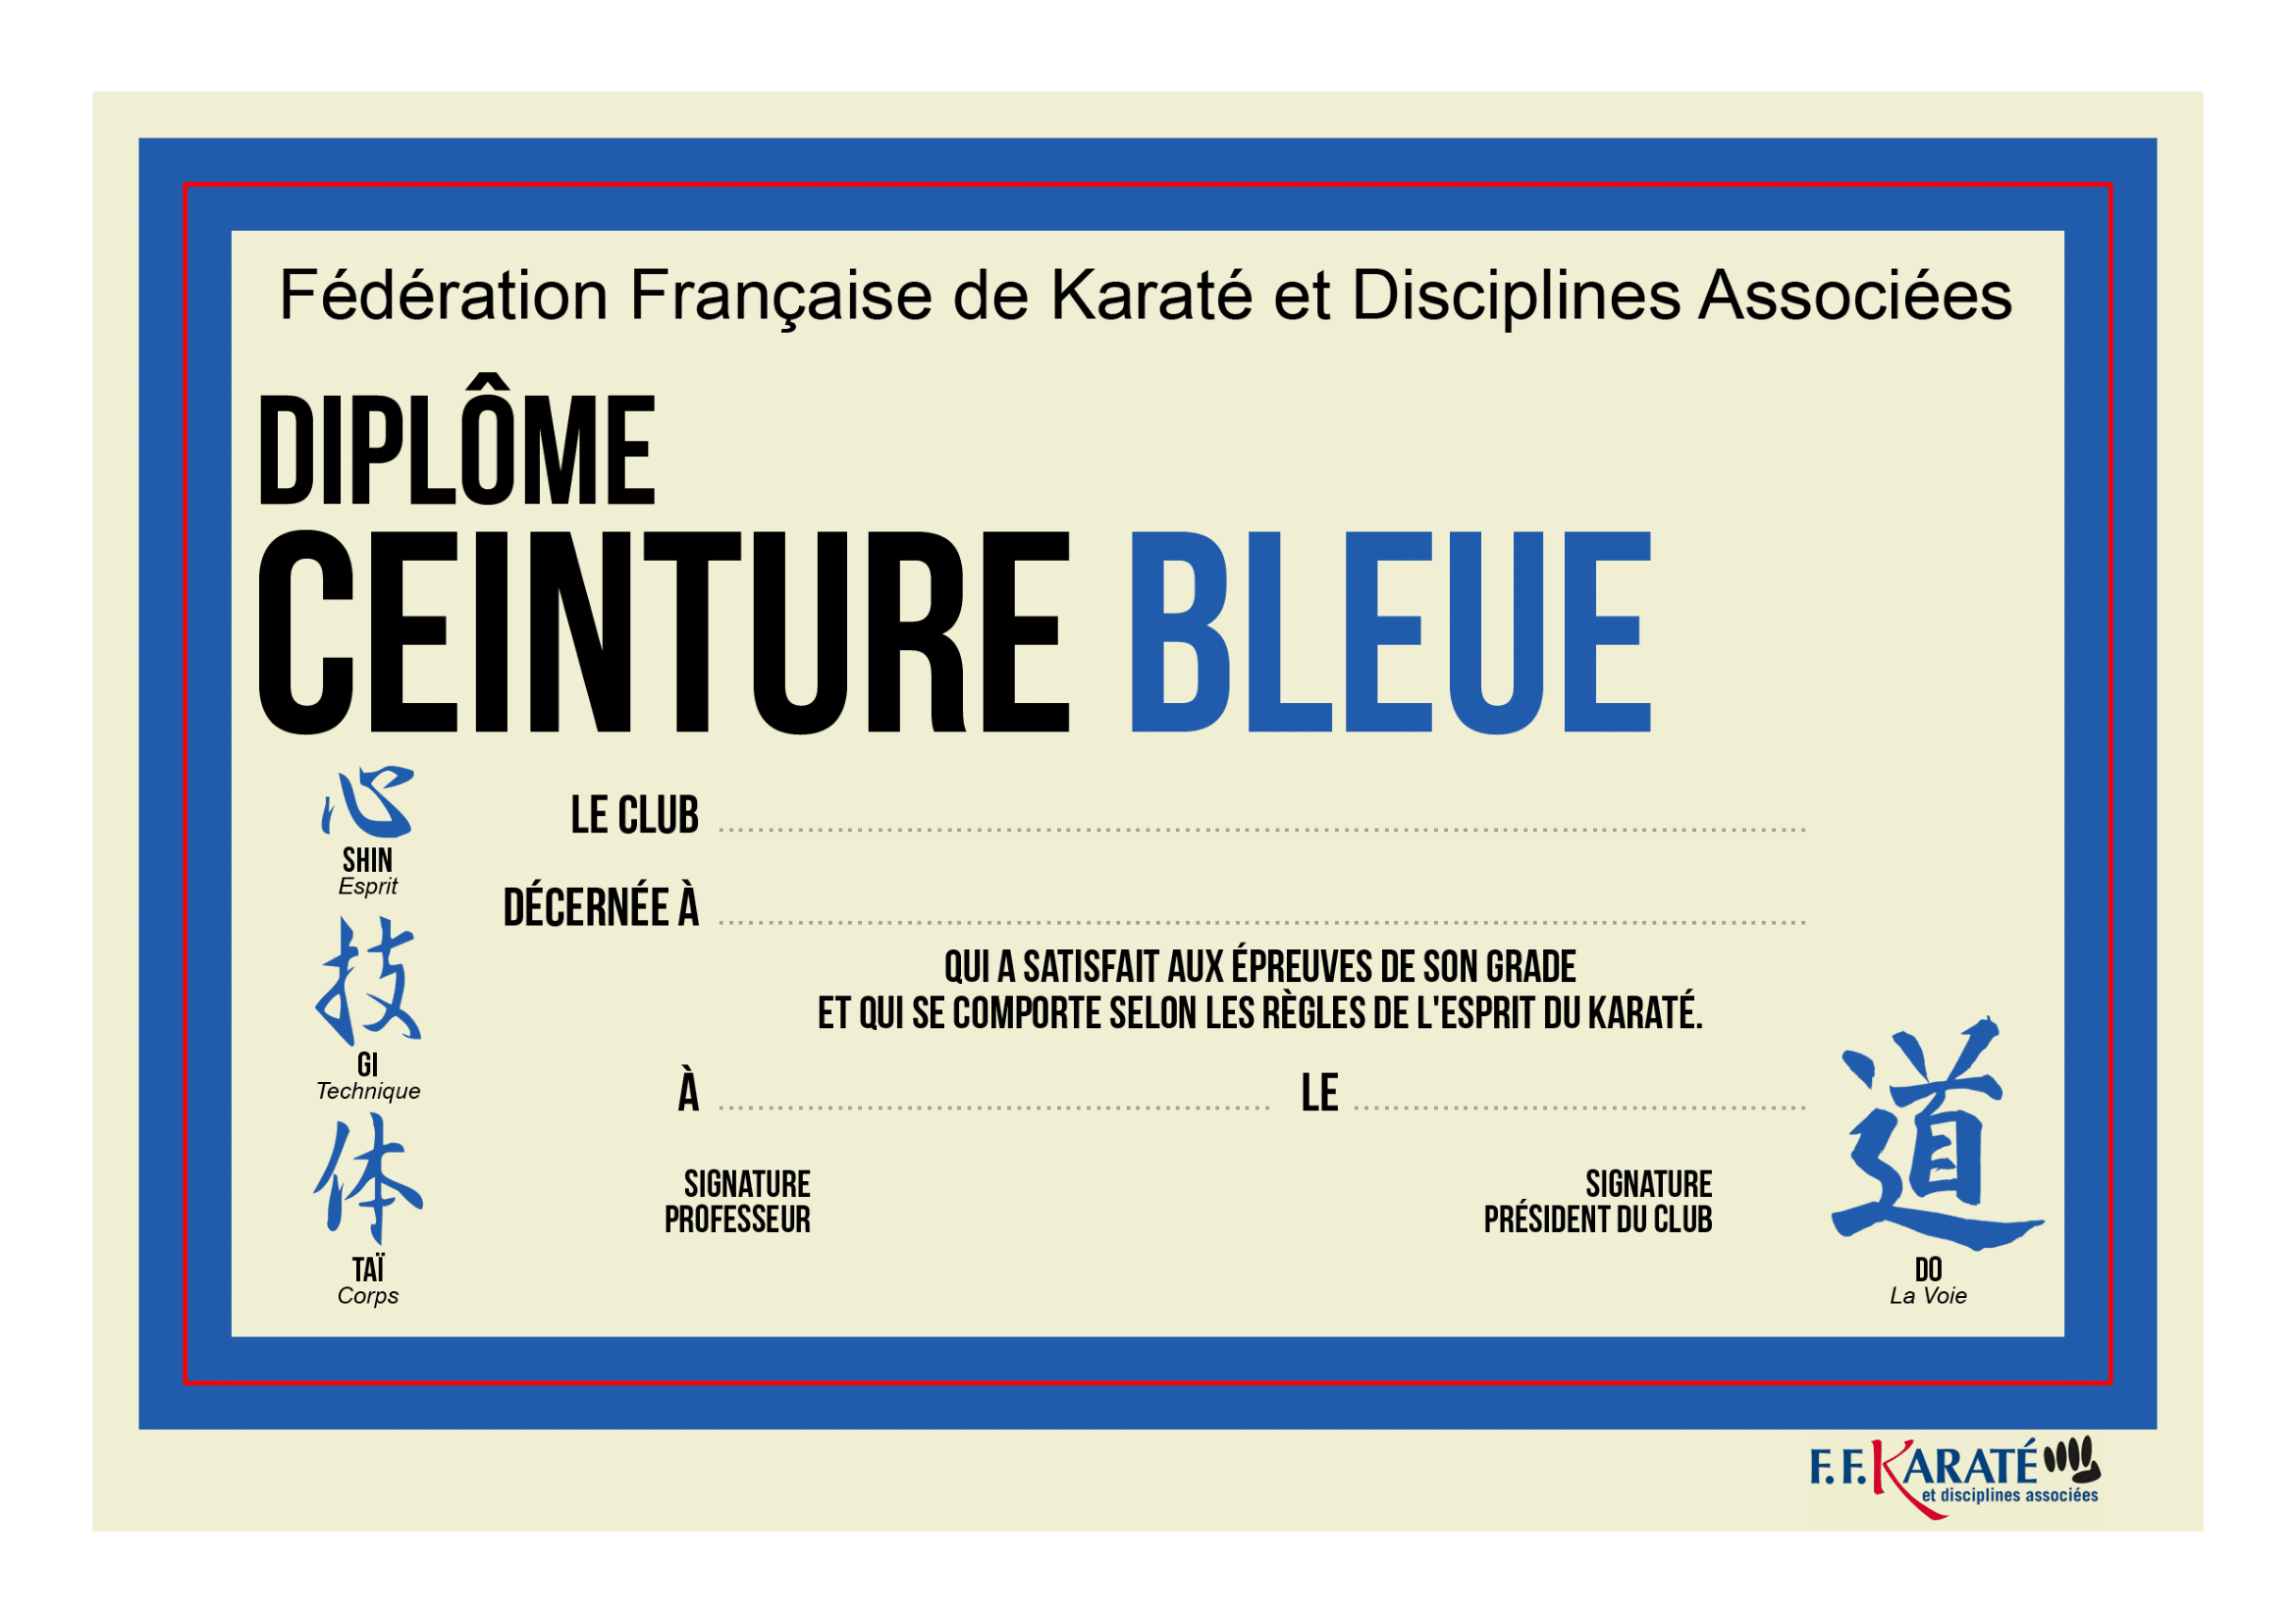 Fédération Française de Karaté et Disciplines Associées
DIPLÔME
CEINTURE BLEUE
心
SHIN
Esprit
技
GI
Technique
体
TAÏ
Corps
LE CLUB
DÉCERNÉE À
QUI A SATISFAIT AUX ÉPREUVES DE SON GRADE
ET QUI SE COMPORTE SELON LES RÈGLES DE L'ESPRIT DU KARATÉ.
À LE
SIGNATURE
PROFESSEUR
SIGNATURE
PRÉSIDENT DU CLUB
道
DO
La Voie
F.F.KARATÉ
et disciplines associées